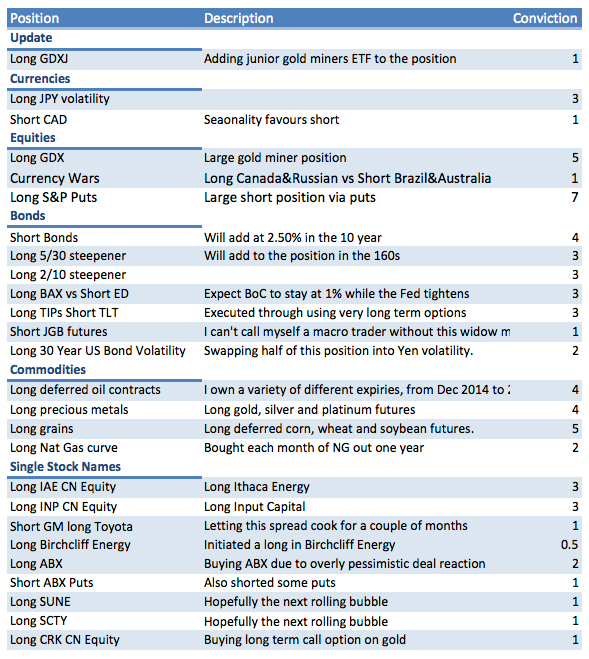 Position Description Conviction
Update
Long GDXJ Adding junior gold miners ETF to the position 1
Currencies
Long JPY volatility 3
Short CAD Seaonality favours short 1
Equities
Long GDX Large gold miner position 5
Currency Wars Long Canada&Russian vs Short Brazil&Australia 1
Long S&P Puts Large short position via puts 7
Bonds
Short Bonds Will add at 2.50% in the 10 year 4
Long 5/30 steepener Will add to the position in the 160s 3
Long 2/10 steepener 3
Long BAX vs Short ED Expect BoC to stay at 1% while the Fed tightens 3
Long TIPs Short TLT Executed through using very long term options 3
Short JGB futures I can't call myself a macro trader without this widow m 1
Long 30 Year US Bond Volatility Swapping half of this position into Yen volatility. 2
Commodities
Long deferred oil contracts I own a variety of different expiries, from Dec 2014 to 4
Long precious metals Long gold, silver and platinum futures 4
Long grains Long deferred corn, wheat and soybean futures. 5
Long Nat Gas curve Bought each month of NG out one year 2
Single Stock Names
Long IAE CN Equity Long Ithaca Energy 3
Long INP CN Equity Long Input Capital 3
Short GM long Toyota Letting this spread cook for a couple of months 1
Long Birchcliff Energy Initiated a long in Birchcliff Energy 0.5
Long ABX Buying ABX due to overly pessimistic deal reaction 2
Short ABX Puts Also shorted some puts 1
Long SUNE Hopefully the next rolling bubble 1
Long SCTY Hopefully the next rolling bubble 1
Long CRK CN Equity Buying long term call option on gold 1